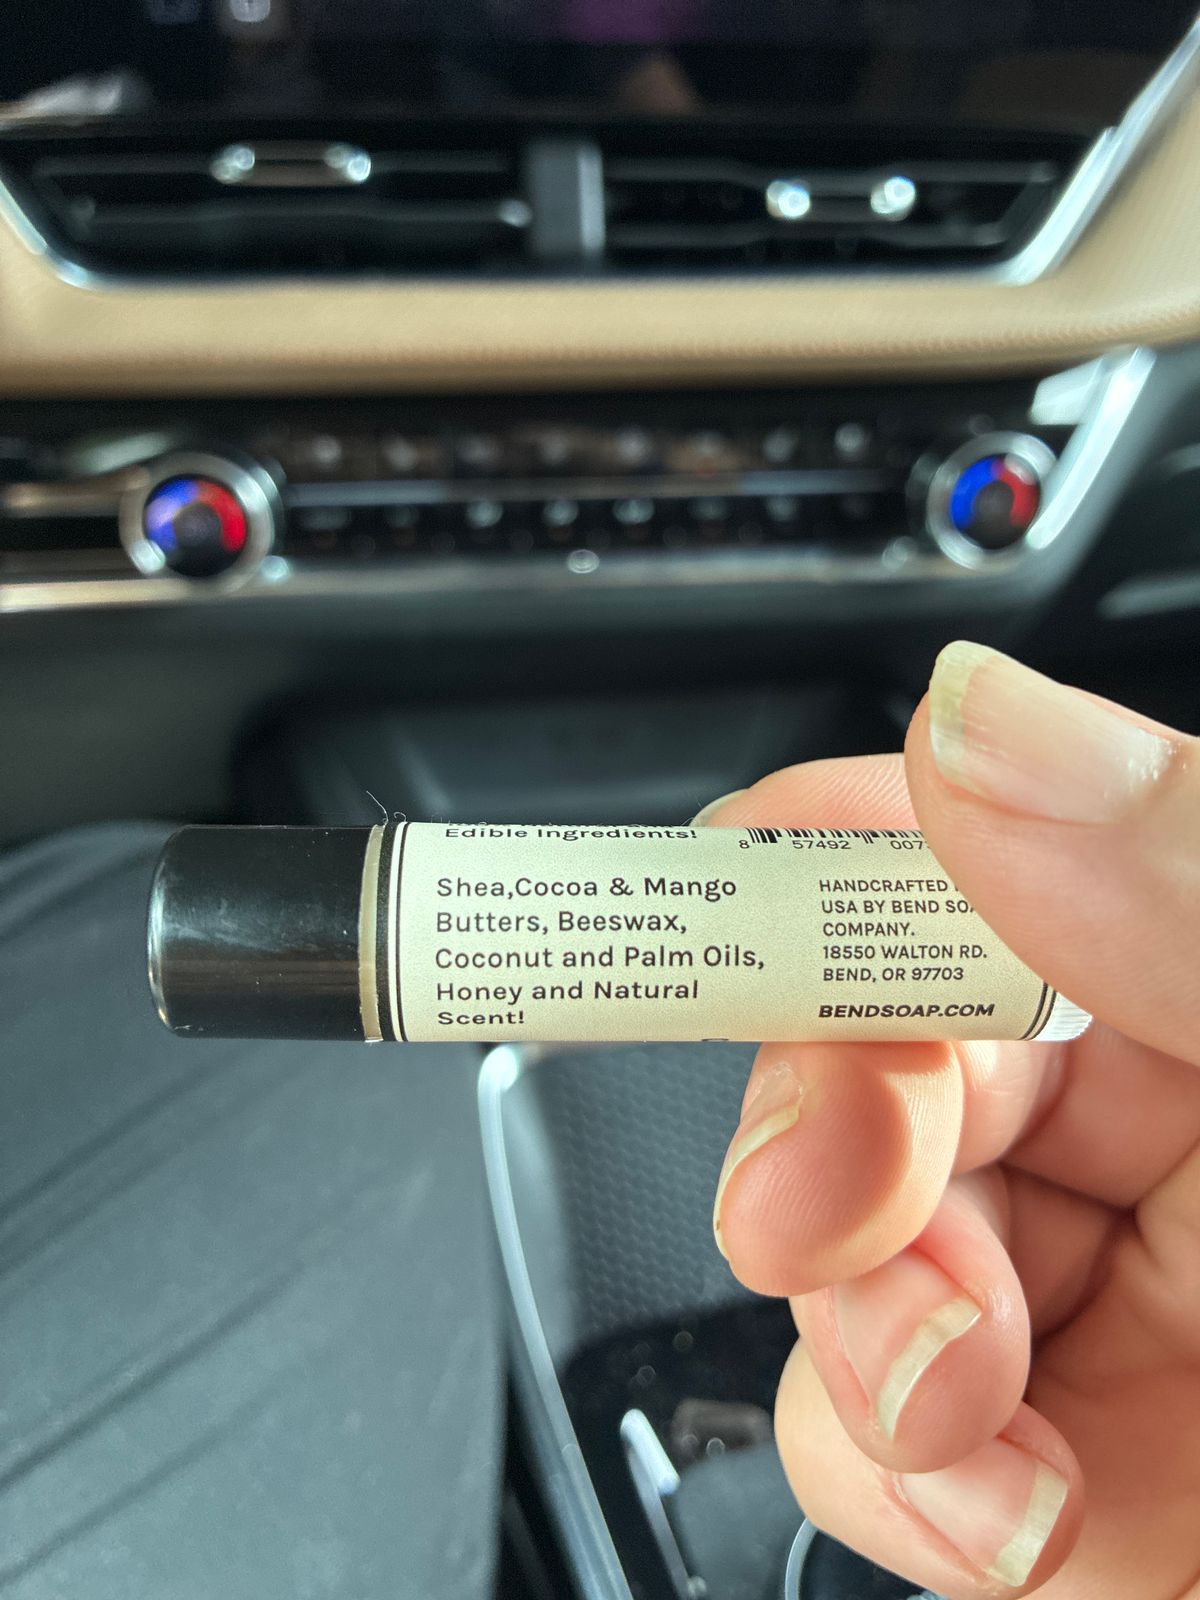 Edible Ingredients!
Shea,Cocoa & Mango
Butters, Beeswax,
Coconut and Palm Oils,
Honey and Natural
Scent!
8 57492 007
HANDCRAFTED
USA BY BEND
COMPANY.
18550 WALTON RD.
BEND, OR 97703
BENDSOAP.COM